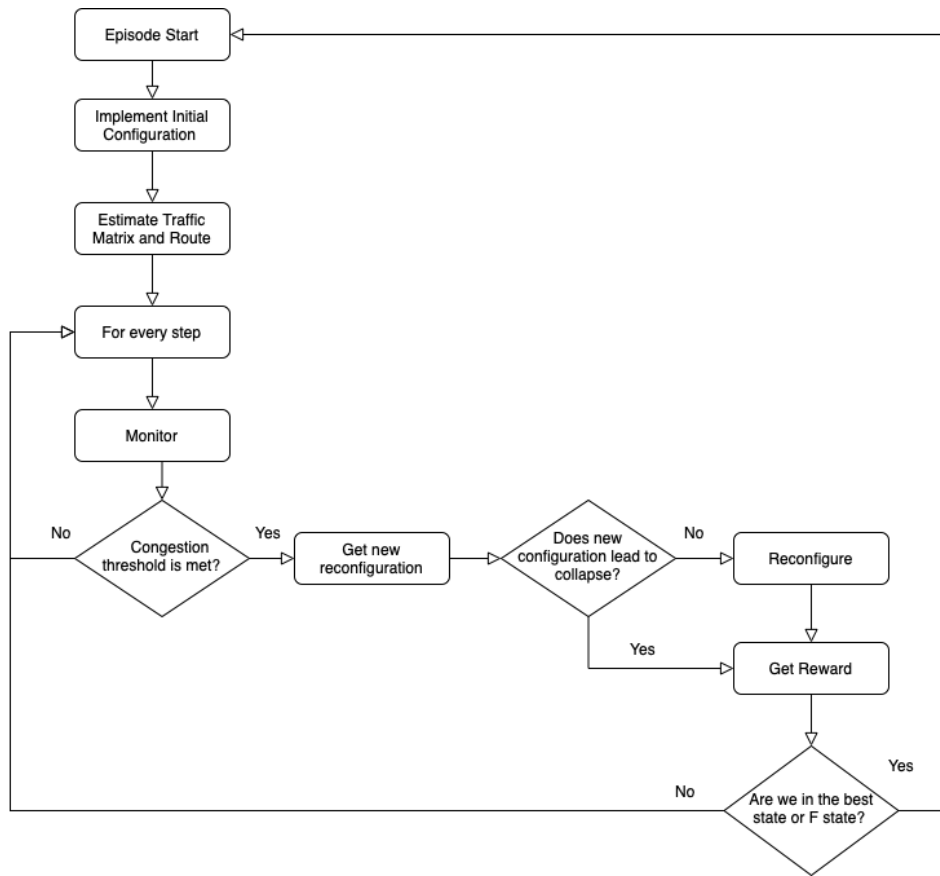 Episode Start
Implement Initial
Configuration
Estimate Traffic
Matrix and Route
For every step
Monitor
No
Congestion
threshold is met?
Yes
Get new
reconfiguration
Does new
configuration lead to
collapse?
No
Reconfigure
Yes
Get Reward
No
Are we in the best
state or F state?
Yes